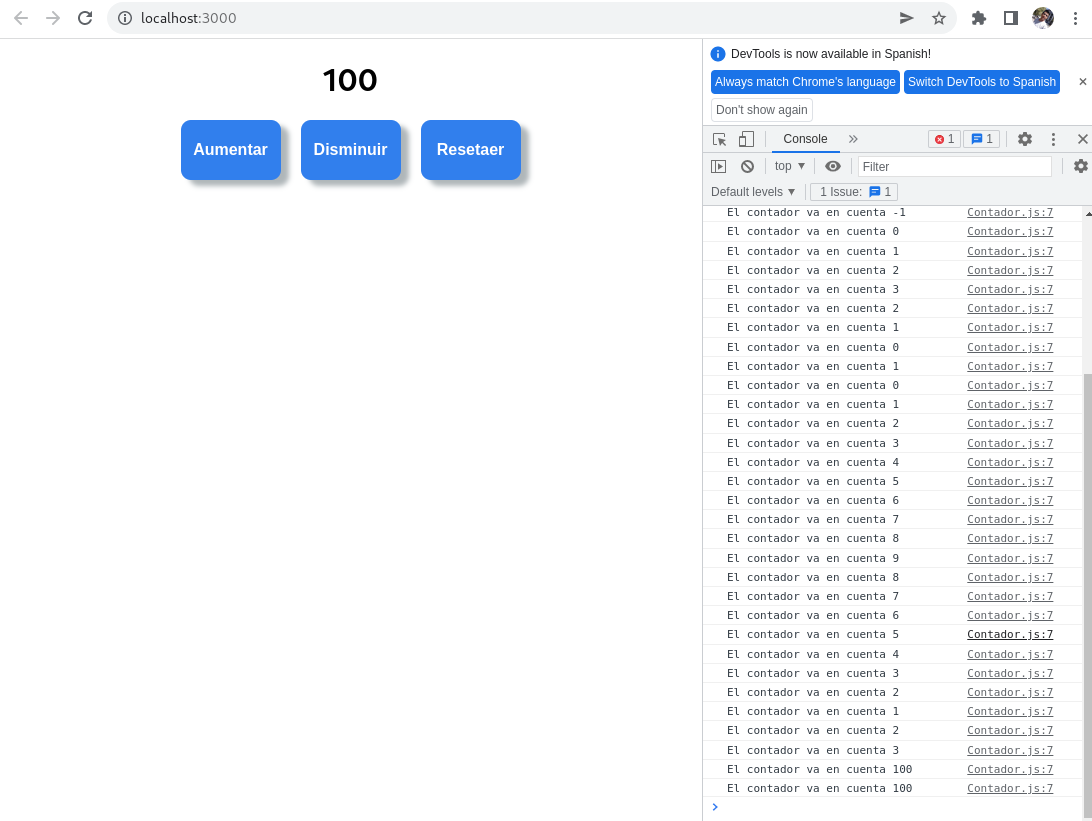 localhost:3000
100
Aumentar Disminuir Resetaer
DevTools is now available in Spanish!
Always match Chrome's language Switch DevTools to Spanish
Don't show again
Console 1 1
top Filter
Default levels 1 Issue: 1
El contador va en cuenta -1 Contador.js:7
El contador va en cuenta 0 Contador.js:7
El contador va en cuenta 1 Contador.js:7
El contador va en cuenta 2 Contador.js:7
El contador va en cuenta 3 Contador.js:7
El contador va en cuenta 2 Contador.js:7
El contador va en cuenta 1 Contador.js:7
El contador va en cuenta 0 Contador.js:7
El contador va en cuenta 1 Contador.js:7
El contador va en cuenta 0 Contador.js:7
El contador va en cuenta 1 Contador.js:7
El contador va en cuenta 2 Contador.js:7
El contador va en cuenta 3 Contador.js:7
El contador va en cuenta 4 Contador.js:7
El contador va en cuenta 5 Contador.js:7
El contador va en cuenta 6 Contador.js:7
El contador va en cuenta 7 Contador.js:7
El contador va en cuenta 8 Contador.js:7
El contador va en cuenta 9 Contador.js:7
El contador va en cuenta 8 Contador.js:7
El contador va en cuenta 7 Contador.js:7
El contador va en cuenta 6 Contador.js:7
El contador va en cuenta 5 Contador.js:7
El contador va en cuenta 4 Contador.js:7
El contador va en cuenta 3 Contador.js:7
El contador va en cuenta 2 Contador.js:7
El contador va en cuenta 1 Contador.js:7
El contador va en cuenta 2 Contador.js:7
El contador va en cuenta 3 Contador.js:7
El contador va en cuenta 100 Contador.js:7
El contador va en cuenta 100 Contador.js:7